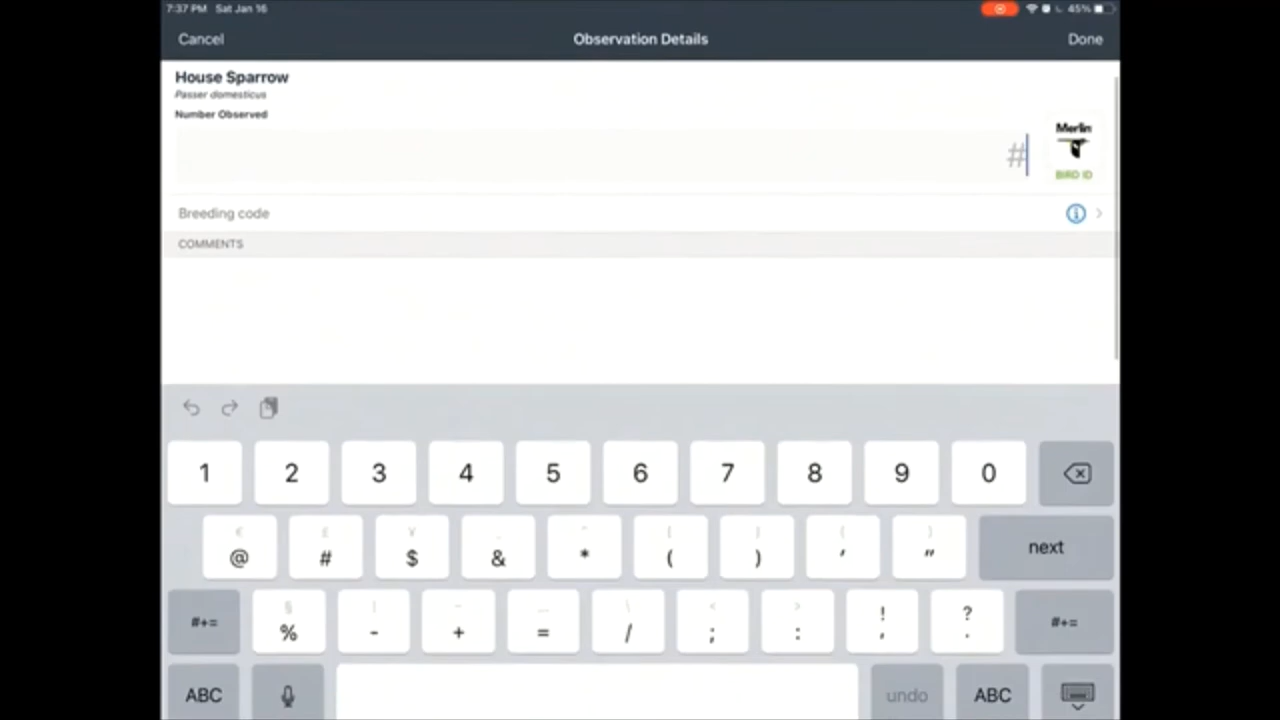 7:37 PM Sat Jan 16
45%
Cancel
Observation Details
Done
House Sparrow
Passer domesticus
Number Observed
#
Merlin
BIRD ID
Breeding code
COMMENTS
1 2 3 4 5 6 7 8 9 0
€ £ ¥
@ # $ & * ( ) ' "
next
#+= % - + = / ; : ! , ? . #+=
ABC
undo
ABC